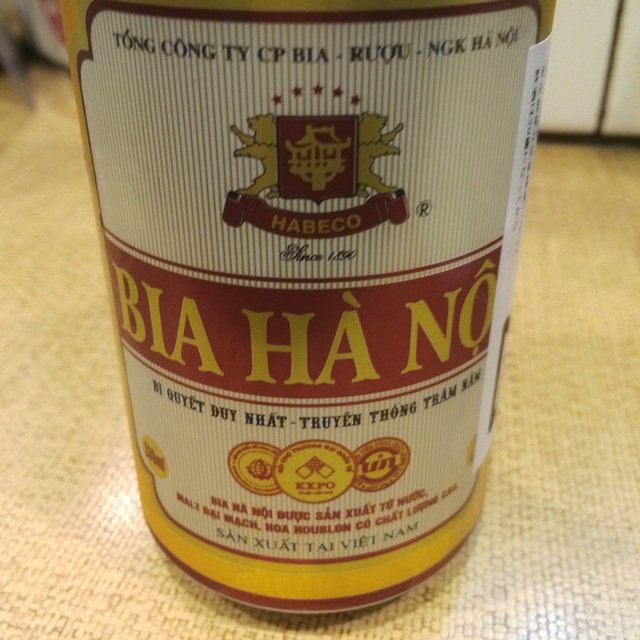 TỔNG CÔNG TY CP BIA - RƯỢU - NGK HÀ NỘI
HABECO
®
Since 1890
BIA HÀ NỘ
BÍ QUYẾT DUY NHẤT - TRUYỀN THỐNG TRĂM NĂM
EXPO
BIA HÀ NỘI ĐƯỢC SẢN XUẤT TỪ NƯỚC,
MALT ĐẠI MẠCH, HOA HOUBLON CÓ CHẤT LƯỢNG CAO.
SẢN XUẤT TẠI VIỆT NAM